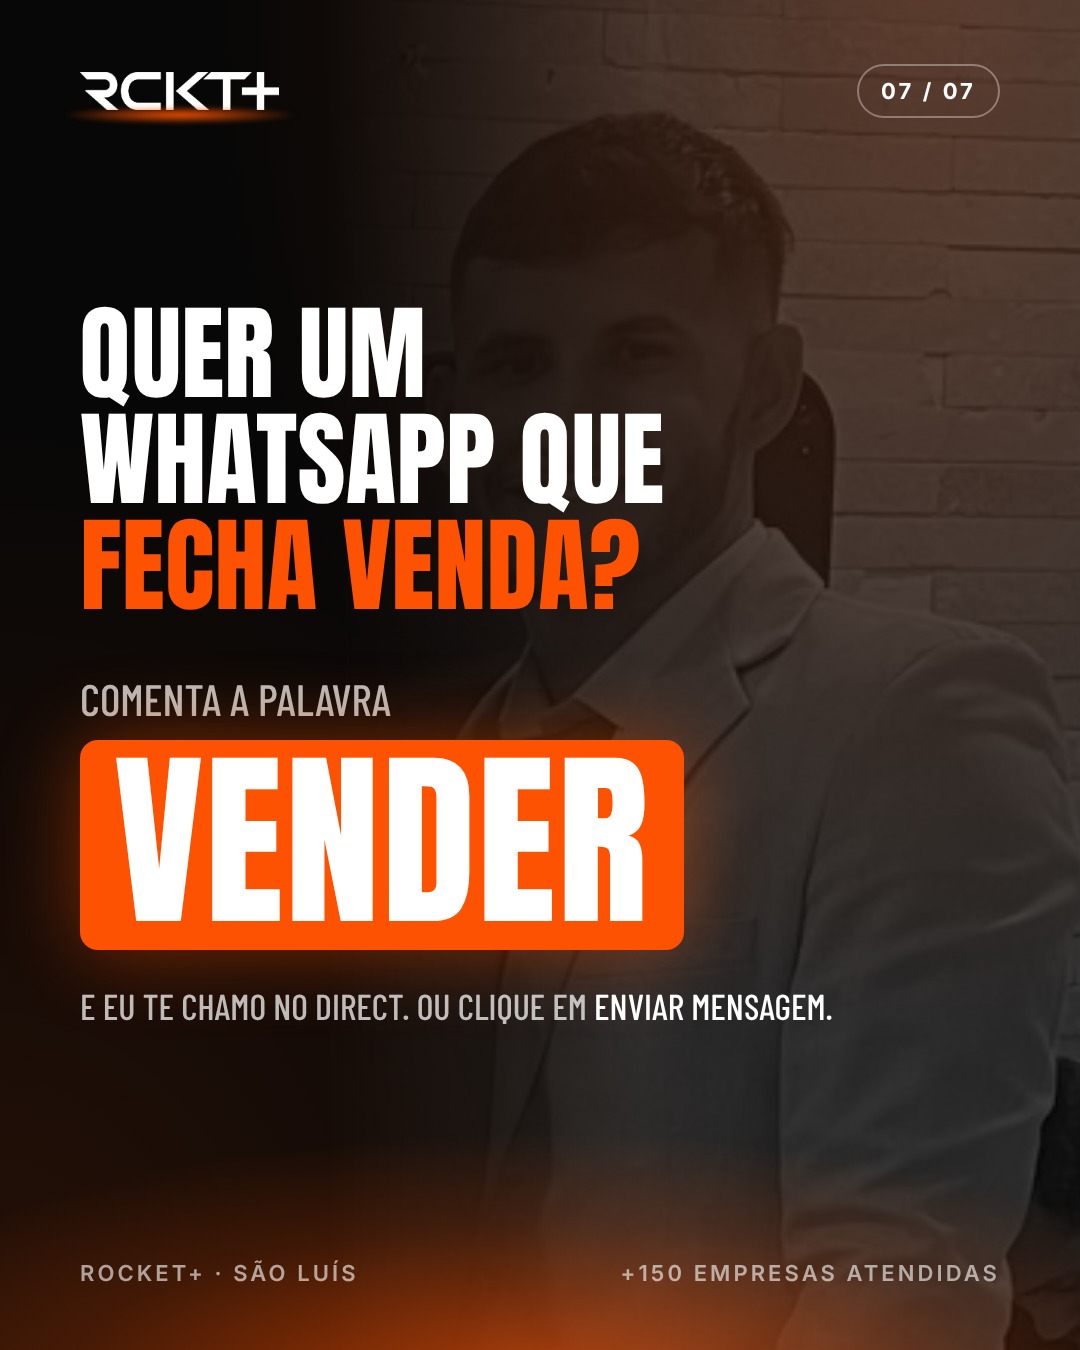 RCKT+
07 / 07
QUER UM
WHATSAPP QUE
FECHA VENDA?
COMENTA A PALAVRA
VENDER
E EU TE CHAMO NO DIRECT. OU CLIQUE EM ENVIAR MENSAGEM.
ROCKET+ · SÃO LUÍS
+150 EMPRESAS ATENDIDAS